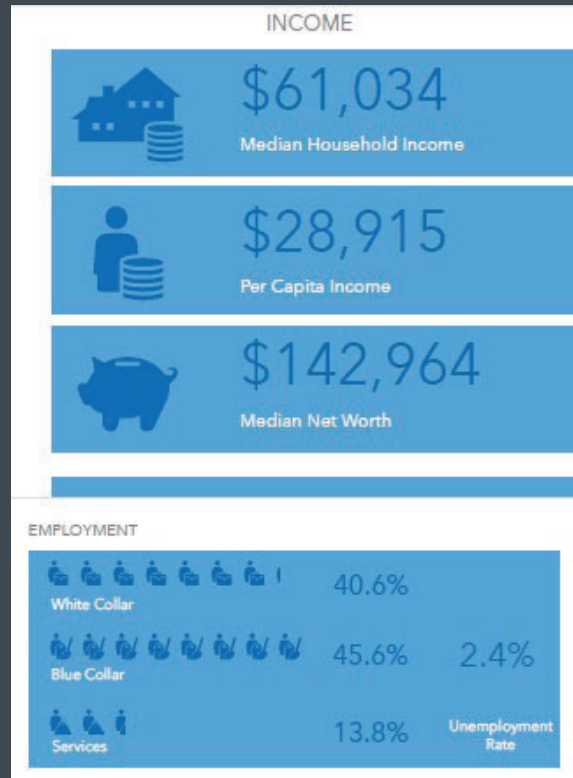 INCOME
$61,034
Median Household Income
$28,915
Per Capita Income
$142,964
Median Net Worth
EMPLOYMENT
40.6%
White Collar
45.6%
Blue Collar
2.4%
13.8%
Services
Unemployment
Rate